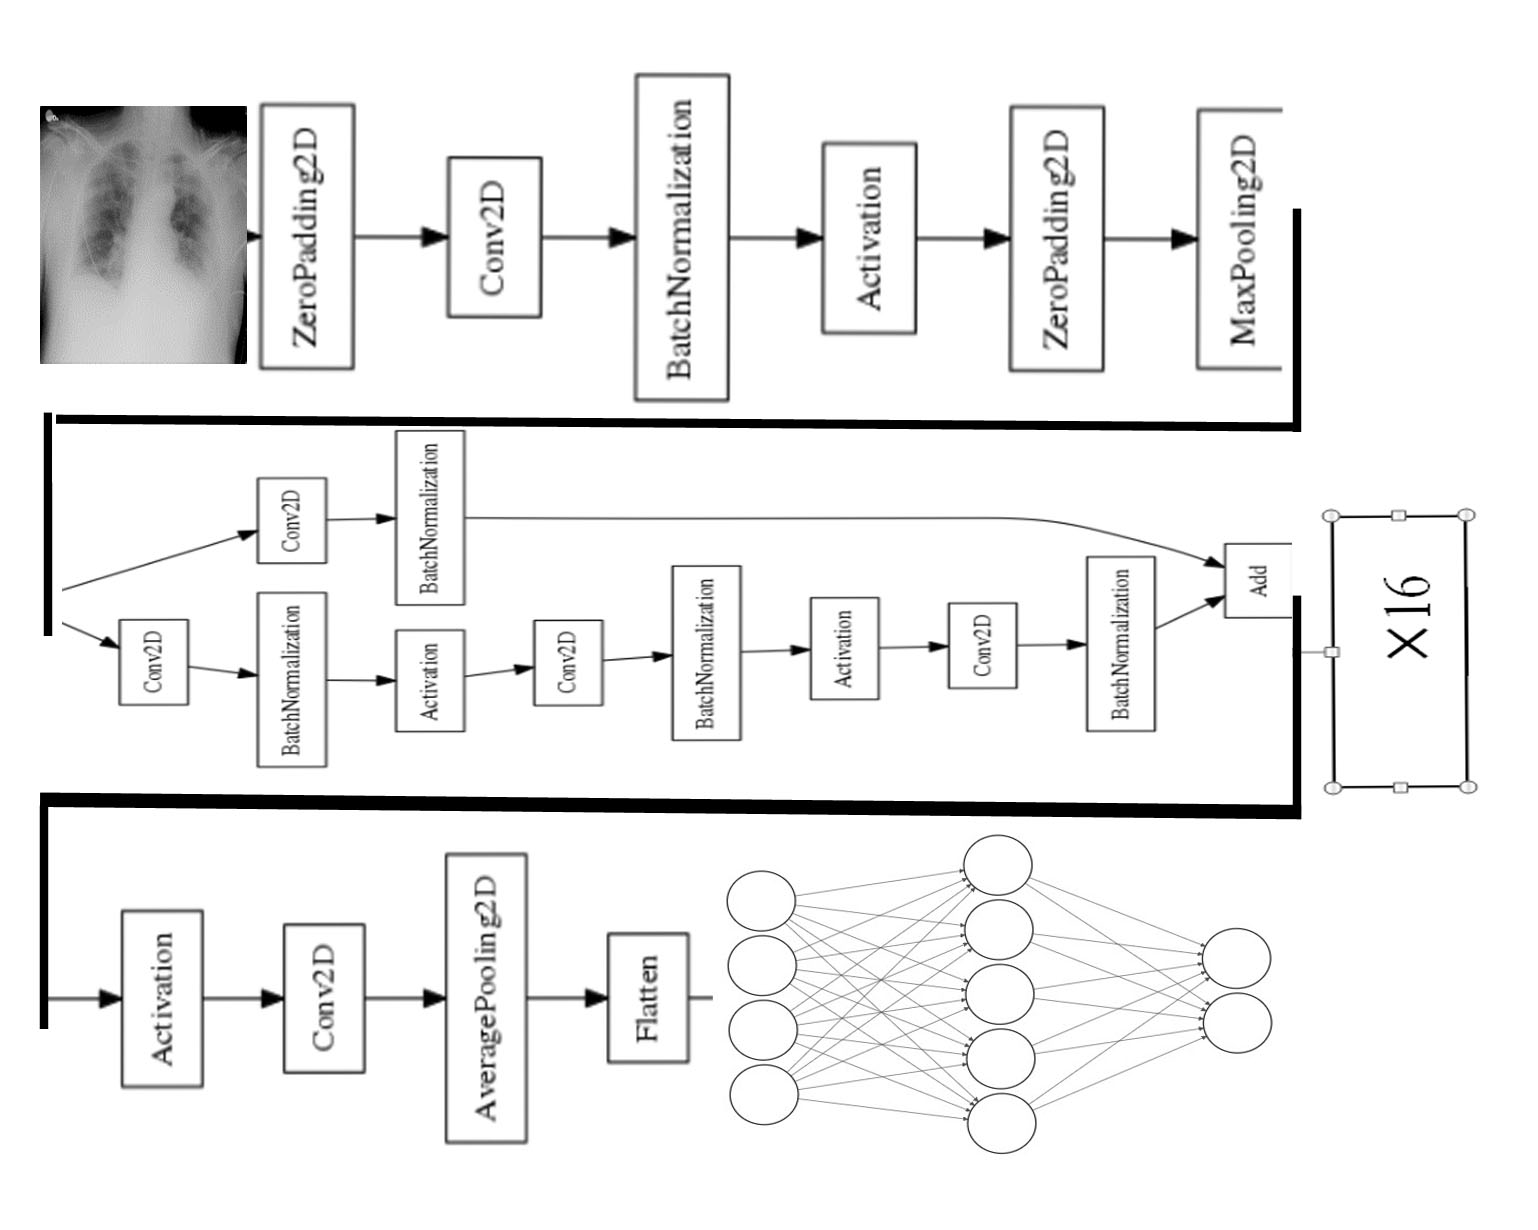 ZeroPadding2D
Conv2D
BatchNormalization
Activation
ZeroPadding2D
MaxPooling2D
Conv2D
BatchNormalization
Conv2D
BatchNormalization
Activation
Conv2D
BatchNormalization
Activation
Conv2D
BatchNormalization
Add
X16
Activation
Conv2D
AveragePooling2D
Flatten